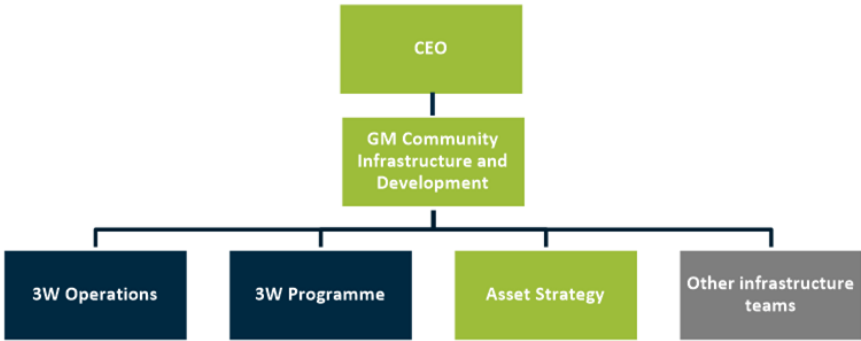 CEO
GM Community
Infrastructure and
Development
3W Operations
3W Programme
Asset Strategy
Other infrastructure
teams